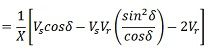 = 1/X [V_s cosδ − V_s V_r (sin²δ / cosδ) − 2V_r]